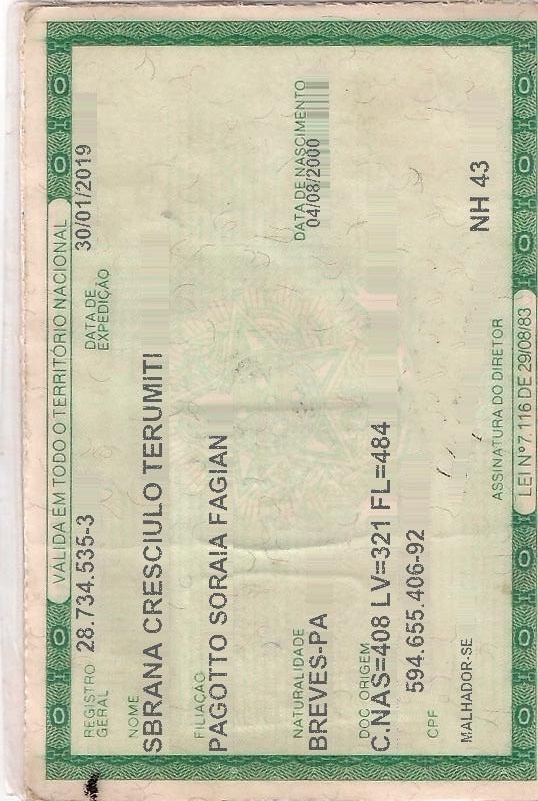 VALIDA EM TODO O TERRITÓRIO NACIONAL
REGISTRO GERAL 28.734.535-3 DATA DE EXPEDIÇÃO 30/01/2019
NOME
SBRANA CRESCIULO TERUMITI
FILIAÇÃO
PAGOTTO SORAIA FAGIAN
NATURALIDADE DATA DE NASCIMENTO
BREVES-PA 04/08/2000
DOC ORIGEM
C.NAS=408 LV=321 FL=484
CPF 594.655.406-92
MALHADOR-SE NH 43
ASSINATURA DO DIRETOR
LEI Nº 7.116 DE 29/08/83